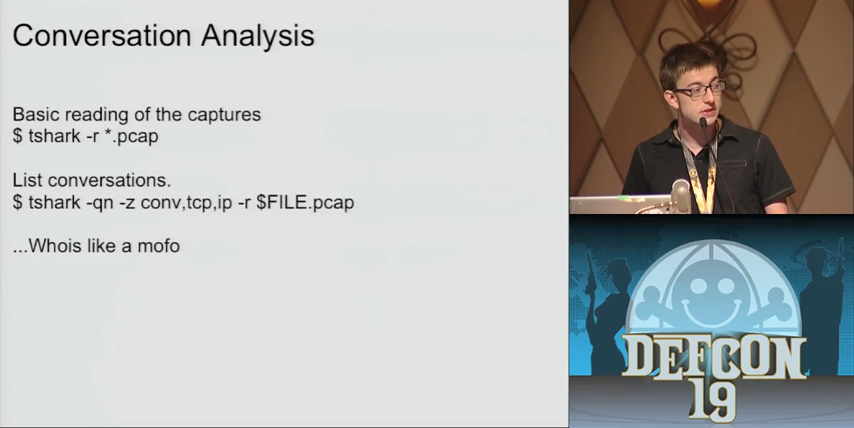 Conversation Analysis
Basic reading of the captures
$ tshark -r *.pcap
List conversations.
$ tshark -qn -z conv,tcp,ip -r $FILE.pcap
...Whois like a mofo
DEFCON
19